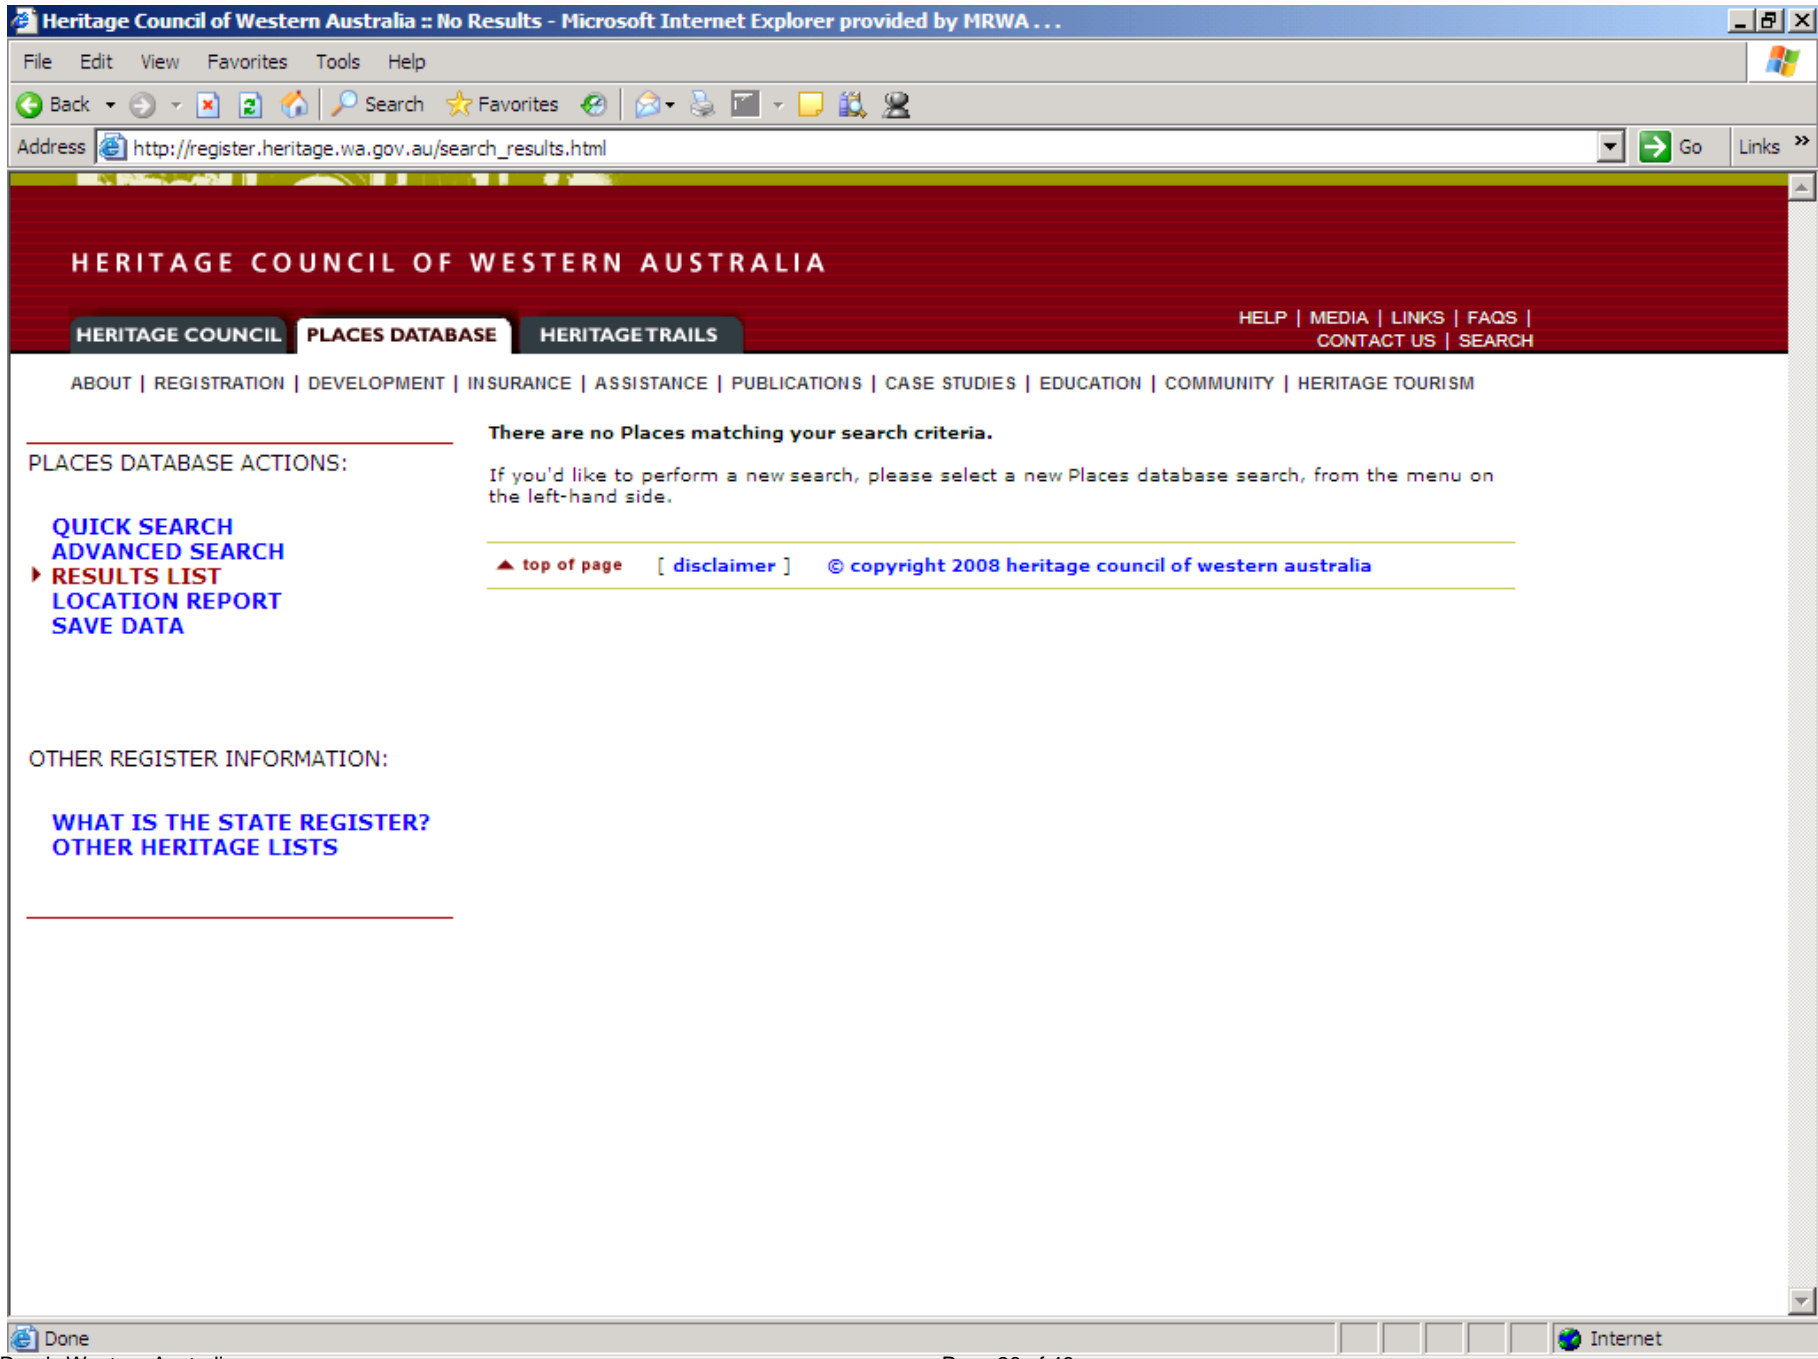 Heritage Council of Western Australia :: No Results - Microsoft Internet Explorer provided by MRWA . . .
File Edit View Favorites Tools Help
Back Search Favorites
Address http://register.heritage.wa.gov.au/search_results.html Go Links »
HERITAGE COUNCIL OF WESTERN AUSTRALIA
HELP | MEDIA | LINKS | FAQS |
HERITAGE COUNCIL PLACES DATABASE HERITAGE TRAILS
CONTACT US | SEARCH
ABOUT | REGISTRATION | DEVELOPMENT | INSURANCE | ASSISTANCE | PUBLICATIONS | CASE STUDIES | EDUCATION | COMMUNITY | HERITAGE TOURISM
PLACES DATABASE ACTIONS:
QUICK SEARCH
ADVANCED SEARCH
RESULTS LIST
LOCATION REPORT
SAVE DATA
OTHER REGISTER INFORMATION:
WHAT IS THE STATE REGISTER?
OTHER HERITAGE LISTS
There are no Places matching your search criteria.
If you'd like to perform a new search, please select a new Places database search, from the menu on
the left-hand side.
top of page [ disclaimer ] © copyright 2008 heritage council of western australia
Done Internet